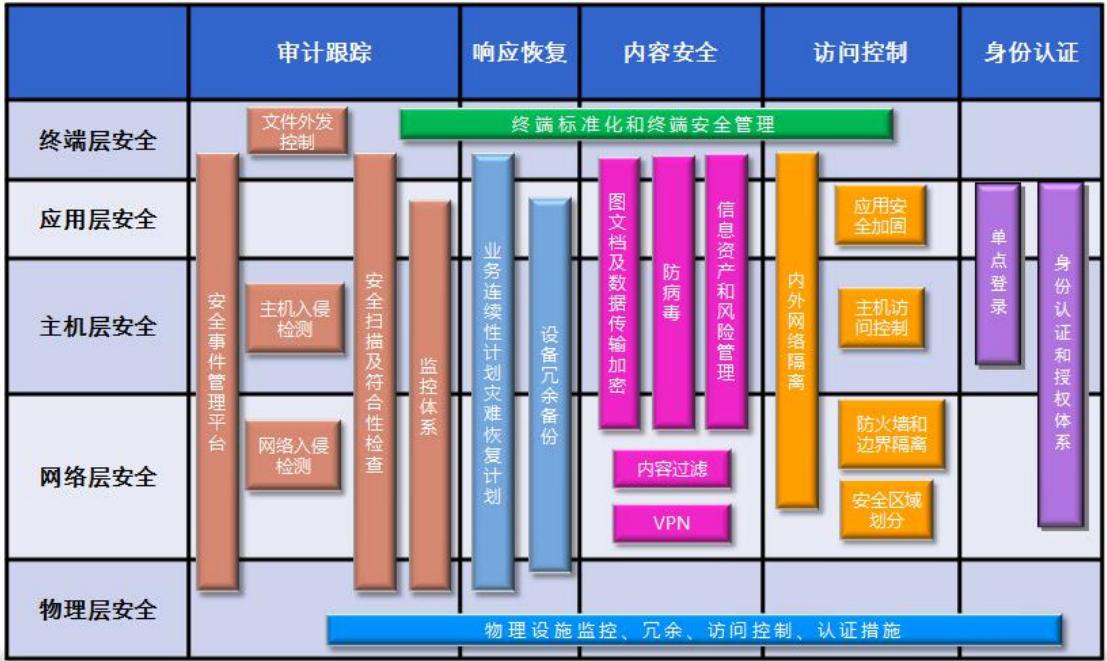 审计跟踪
响应恢复
内容安全
访问控制
身份认证
终端层安全
文件外发
控制
终端标准化和终端安全管理
应用层安全
主机层安全
网络层安全
物理层安全
安全事件管理平台
主机入侵
检测
网络入侵
检测
安全扫描及符合性检查
监控体系
业务连续性计划灾难恢复计划
设备冗余备份
图文档及数据传输加密
防病毒
信息资产和风险管理
内容过滤
VPN
内外网络隔离
应用安
全加固
主机访
问控制
防火墙和
边界隔离
安全区域
划分
单点登录
身份认证和授权体系
物理设施监控、冗余、访问控制、认证措施